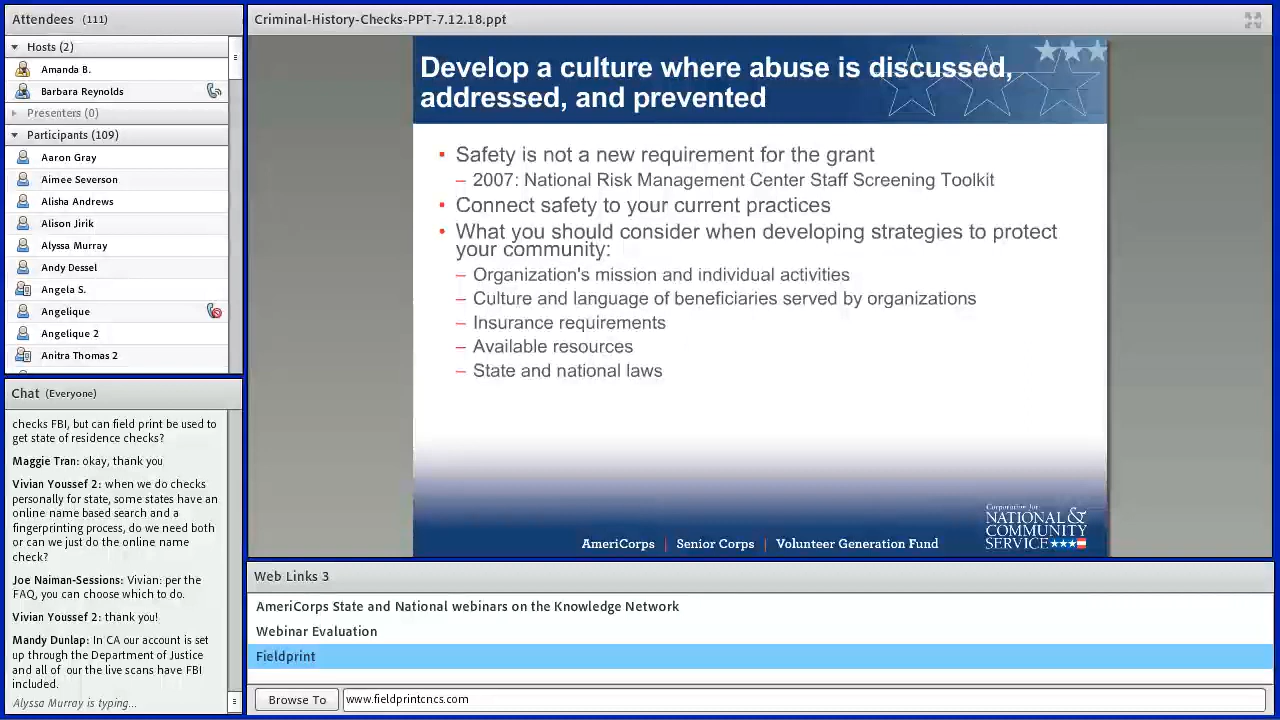 Attendees (111)
Hosts (2)
Amanda B.
Barbara Reynolds
Presenters (0)
Participants (109)
Aaron Gray
Aimee Severson
Alisha Andrews
Alison Jirik
Alyssa Murray
Andy Dessel
Angela S.
Angelique
Angelique 2
Anitra Thomas 2
Chat (Everyone)
checks FBI, but can field print be used to
get state of residence checks?
Maggie Tran: okay, thank you
Vivian Youssef 2: when we do checks
personally for state, some states have an
online name based search and a
fingerprinting process, do we need both
or can we just do the online name
check?
Joe Naiman-Sessions: Vivian: per the
FAQ, you can choose which to do.
Vivian Youssef 2: thank you!
Mandy Dunlap: In CA our account is set
up through the Department of Justice
and all of our the live scans have FBI
included.
Alyssa Murray is typing...
Criminal-History-Checks-PPT-7.12.18.ppt
Develop a culture where abuse is discussed,
addressed, and prevented
Safety is not a new requirement for the grant
– 2007: National Risk Management Center Staff Screening Toolkit
Connect safety to your current practices
What you should consider when developing strategies to protect
your community:
– Organization's mission and individual activities
– Culture and language of beneficiaries served by organizations
– Insurance requirements
– Available resources
– State and national laws
AmeriCorps | Senior Corps | Volunteer Generation Fund
Corporation for
NATIONAL &
COMMUNITY
SERVICE
Web Links 3
AmeriCorps State and National webinars on the Knowledge Network
Webinar Evaluation
Fieldprint
Browse To www.fieldprintcncs.com